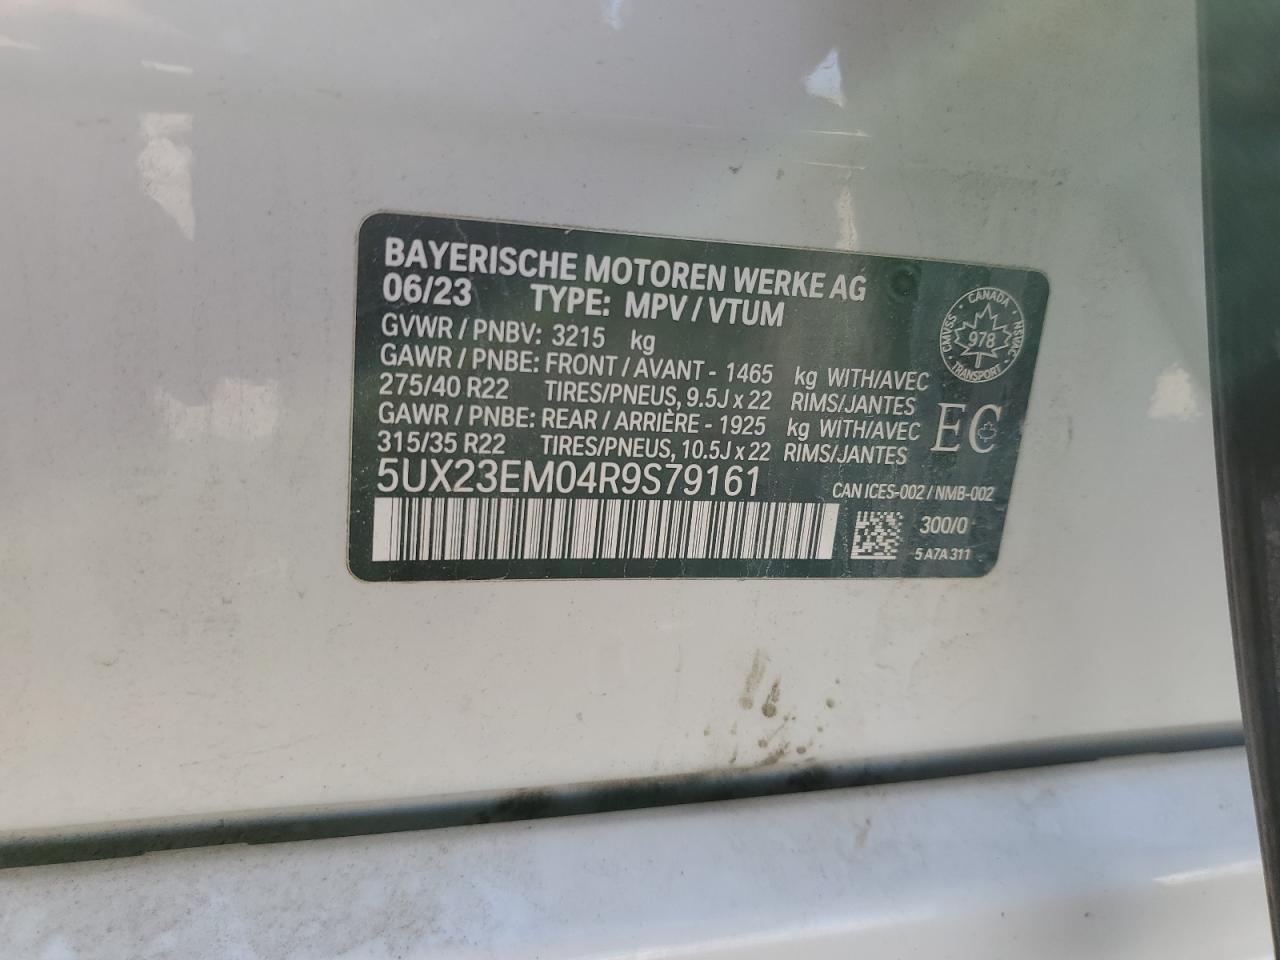 BAYERISCHE MOTOREN WERKE AG
06/23 TYPE: MPV / VTUM
GVWR / PNBV: 3215 kg
GAWR / PNBE: FRONT / AVANT - 1465 kg WITH/AVEC
275/40 R22 TIRES/PNEUS, 9.5J x 22 RIMS/JANTES
GAWR / PNBE: REAR / ARRIÈRE - 1925 kg WITH/AVEC
315/35 R22 TIRES/PNEUS, 10.5J x 22 RIMS/JANTES
5UX23EM04R9S79161
CANADA
CMVSS
NSVAC
978
TRANSPORT
EC
CAN ICES-002 / NMB-002
300/0
5 A7A 311